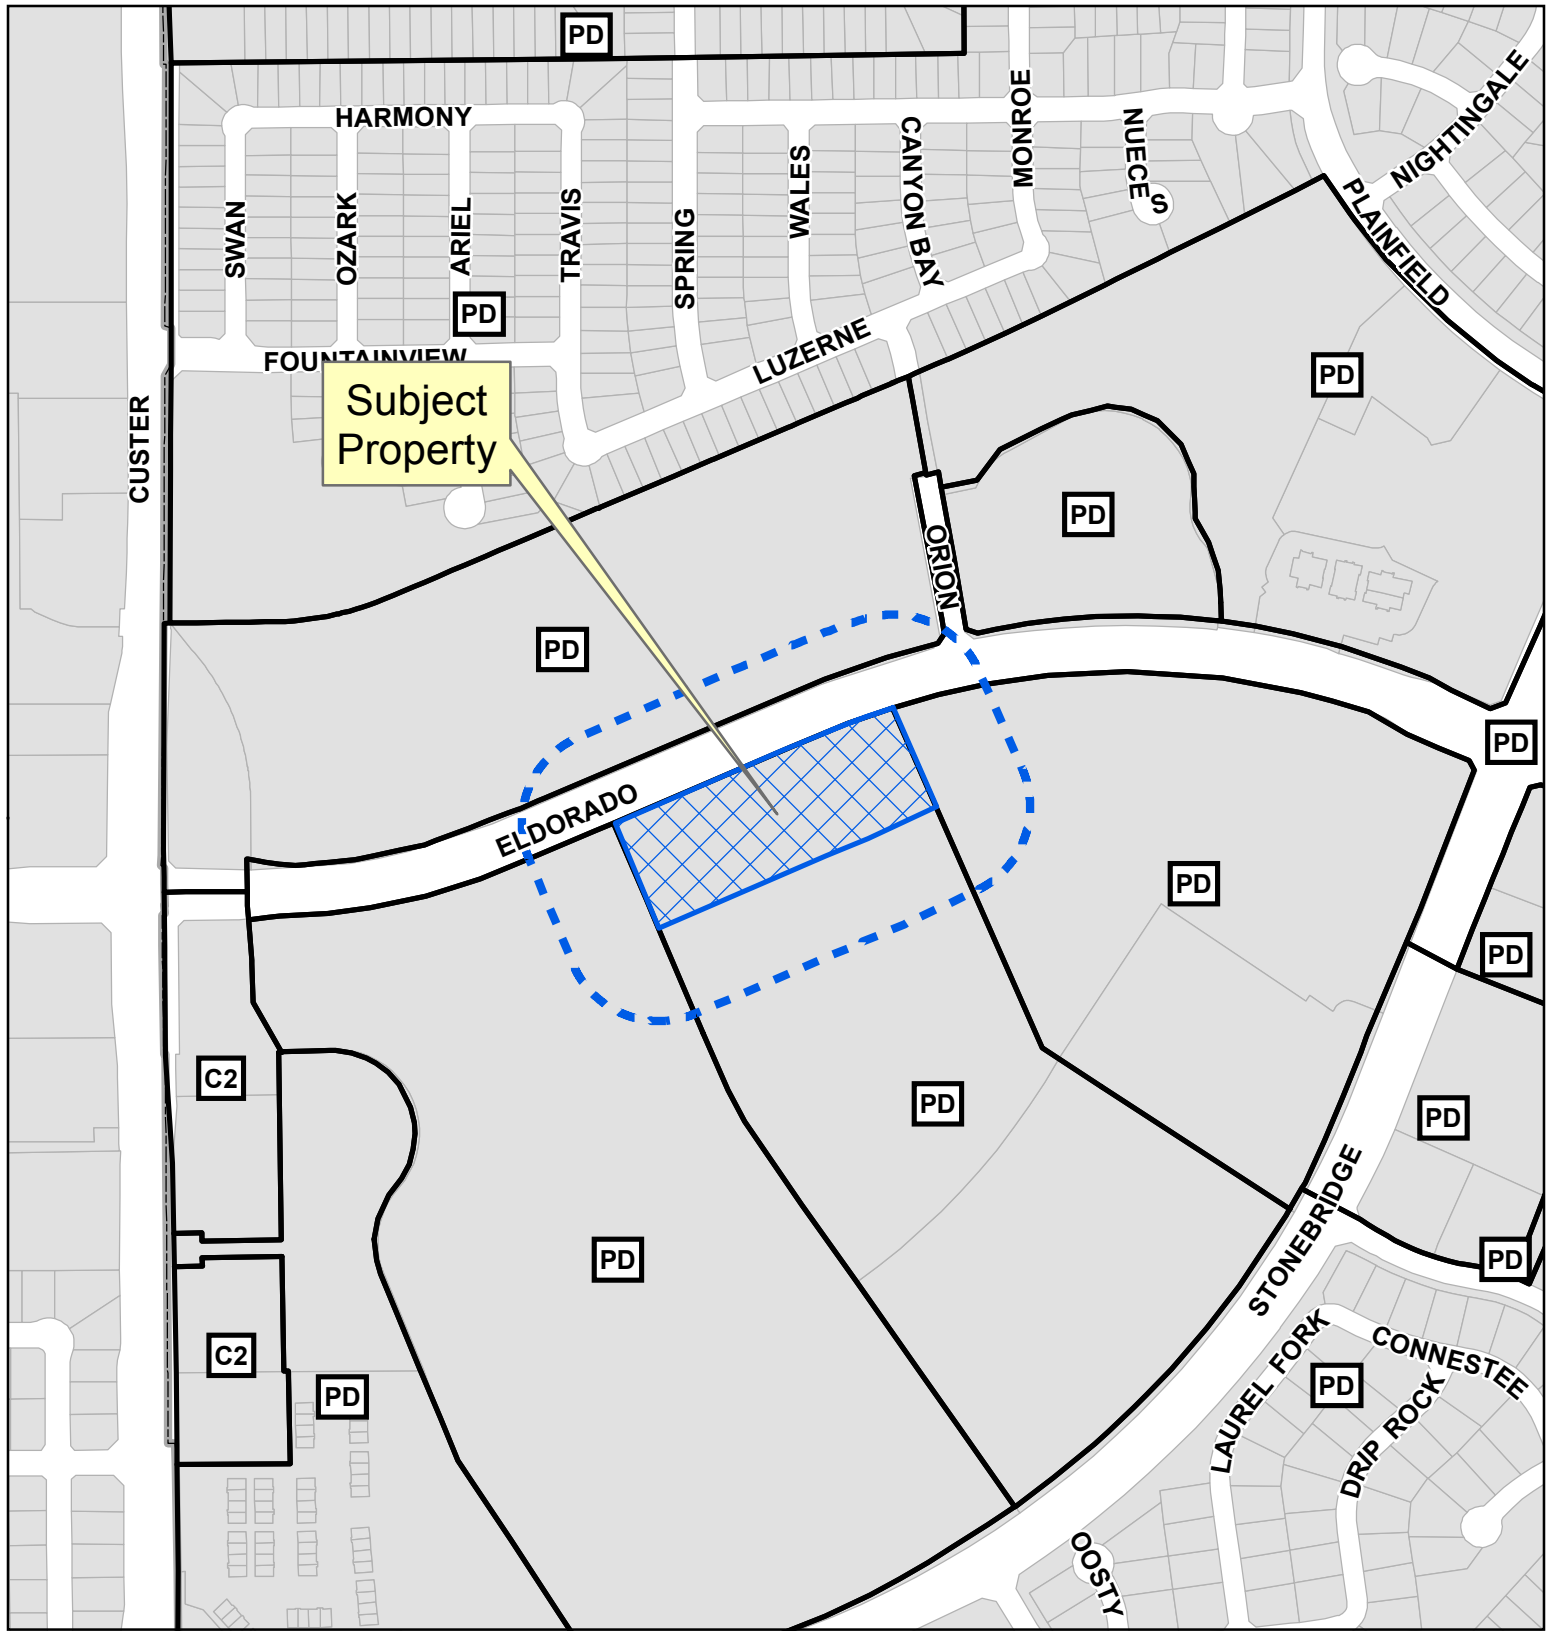 PD
HARMONY
MONROE
NIGHTINGALE
CANYON BAY
NUECES
WALES
SWAN
OZARK
ARIEL
TRAVIS
SPRING
PLAINFIELD
PD
FOUNTAINVIEW
LUZERNE
PD
Subject
Property
CUSTER
PD
ORION
PD
PD
ELDORADO
PD
PD
C2
PD
PD
STONEBRIDGE
PD
PD
C2
LAUREL FORK
CONNESTEE
PD
PD
DRIP ROCK
OOSTY